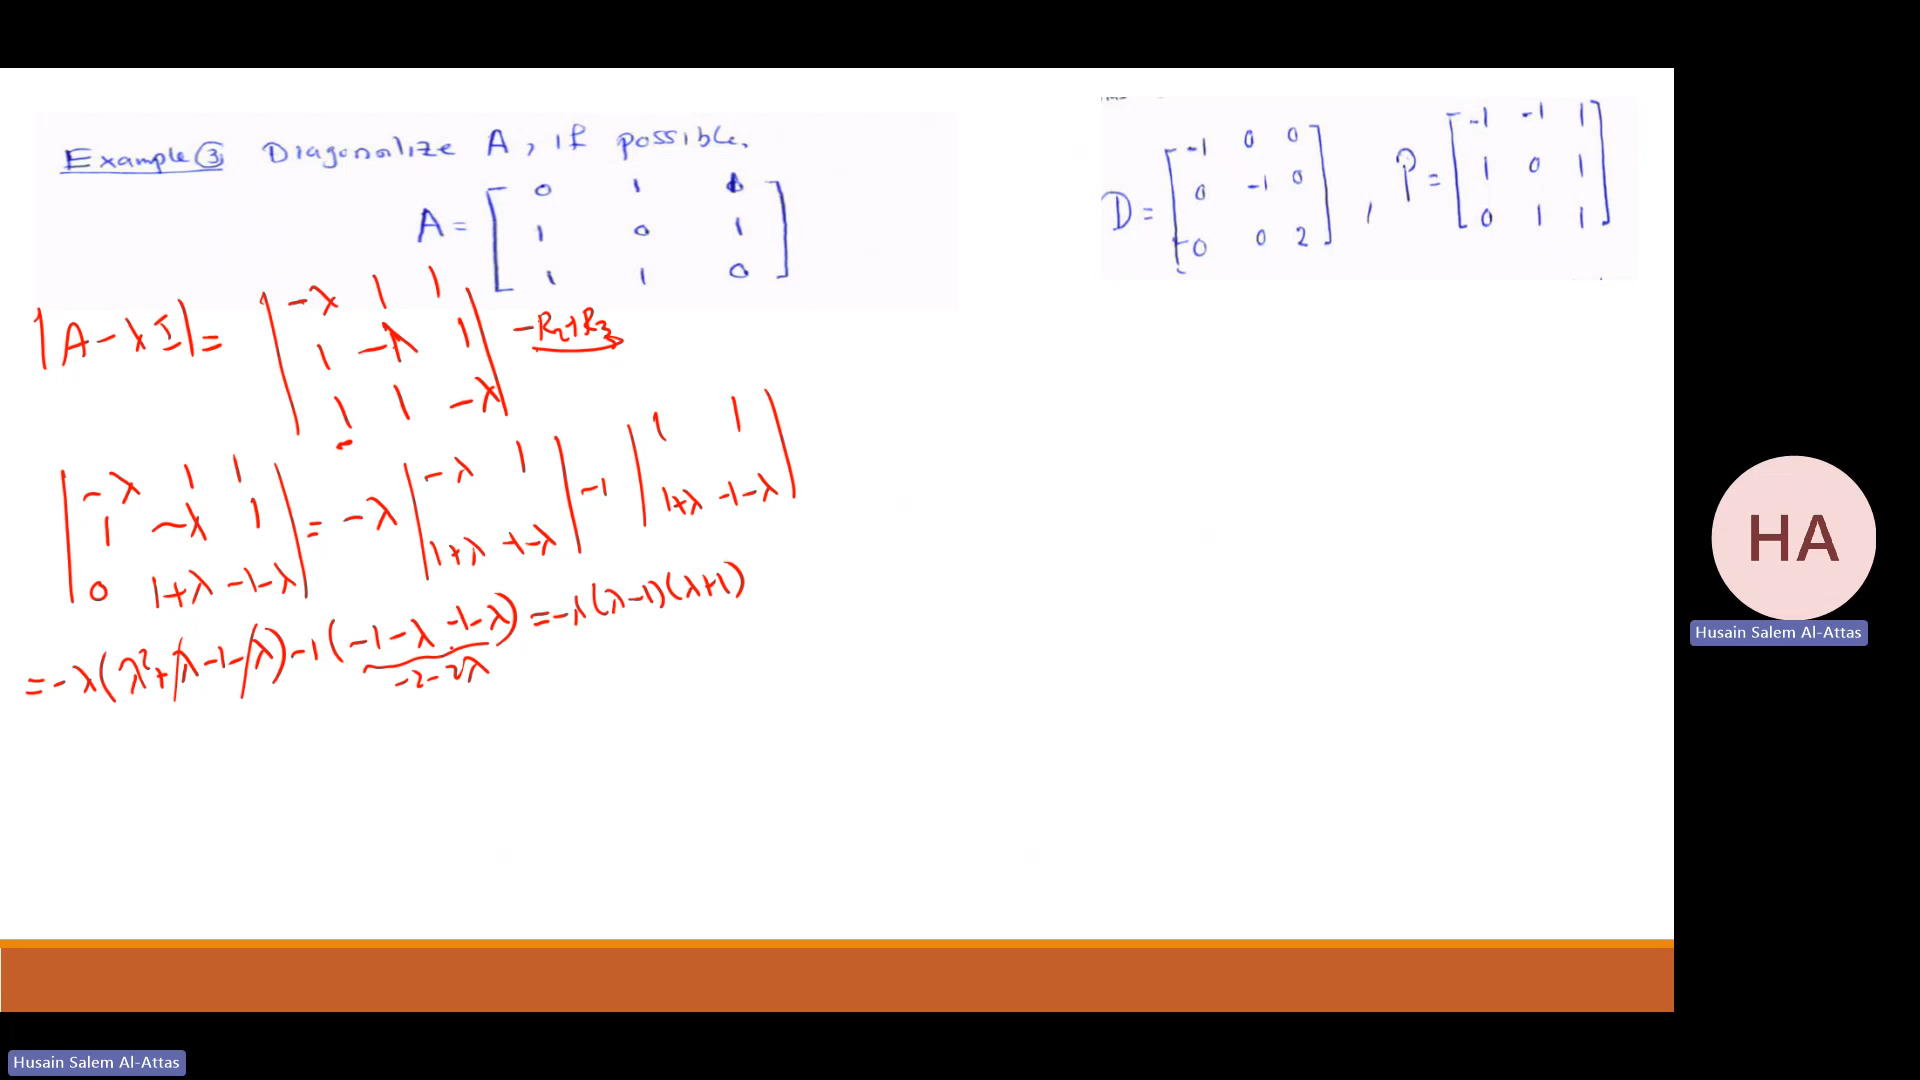 Example ③ Diagonalize A, if possible.
A = [ 0 1 1
1 0 1
1 1 0 ]
D = [ -1 0 0
0 -1 0
0 0 2 ] , P = [ -1 -1 1
1 0 1
0 1 1 ]
|A - λI| = | -λ 1 1
1 -λ 1
1 1 -λ | -R2+R3
| -λ 1 1
1 -λ 1
0 1+λ -1-λ | = -λ | -λ 1
1+λ -1-λ | -1 | 1 1
1+λ -1-λ |
= -λ(λ²+λ-1-λ) -1(-1-λ -1-λ) = -λ(λ-1)(λ+1)
-2-2λ
HA
Husain Salem Al-Attas
Husain Salem Al-Attas